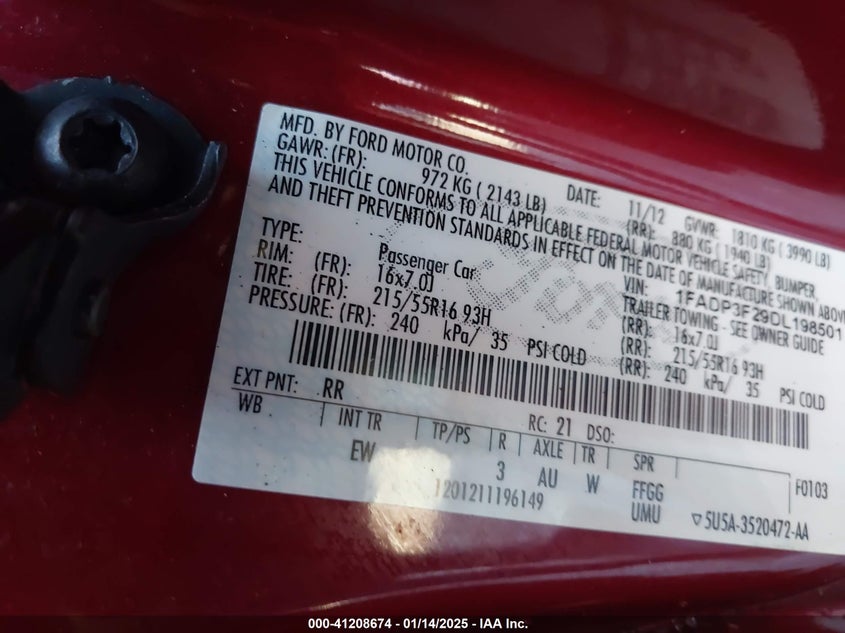 MFD. BY FORD MOTOR CO.
DATE: 11/12 GVWR: 1810 KG ( 3990 LB)
GAWR: (FR): 972 KG ( 2143 LB) (RR): 880 KG ( 1940 LB)
THIS VEHICLE CONFORMS TO ALL APPLICABLE FEDERAL MOTOR VEHICLE SAFETY, BUMPER,
AND THEFT PREVENTION STANDARDS IN EFFECT ON THE DATE OF MANUFACTURE SHOWN ABOVE
VIN: 1FADP3F29DL198501
TYPE: Passenger Car TRAILER TOWING - SEE OWNER GUIDE
RIM: (FR): 16x7.0J (RR): 16x7.0J
TIRE: (FR): 215/55R16 93H (RR): 215/55R16 93H
PRESSURE: (FR): 240 kPa/ 35 PSI COLD (RR): 240 kPa/ 35 PSI COLD
EXT PNT: RR RC: 21 DSO:
WB INT TR TP/PS R AXLE TR SPR
EW 3 AU W FFGG F0103
1201211196149 UMU ▽5U5A-3520472-AA
000-41208674 / 01/14/2025 - © IAA, Inc.